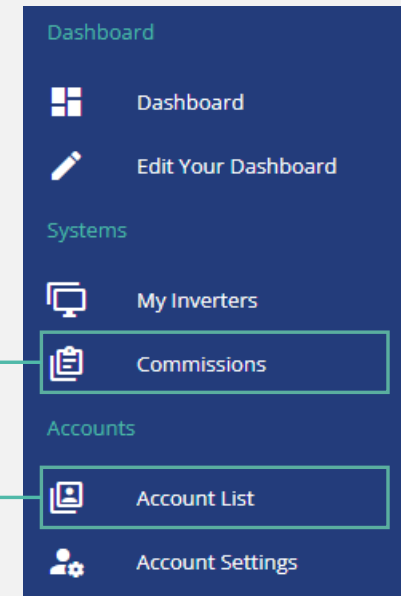 Dashboard
Dashboard
Edit Your Dashboard
Systems
My Inverters
Commissions
Accounts
Account List
Account Settings